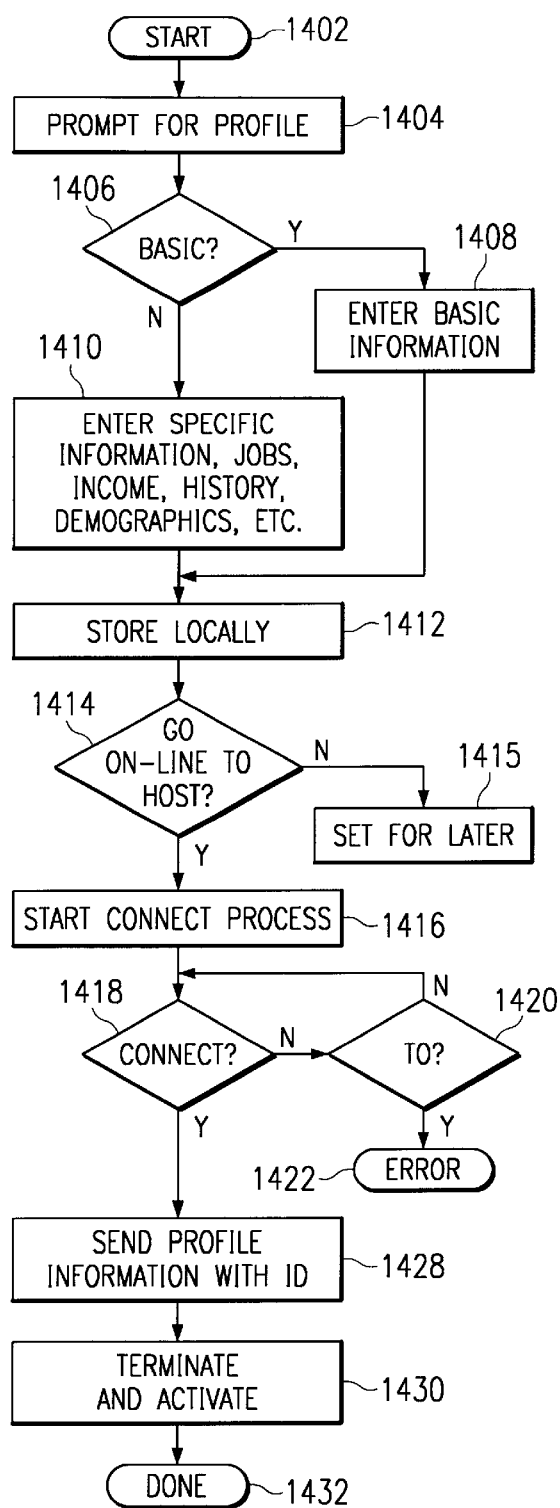 START
1402
PROMPT FOR PROFILE
1404
1406
BASIC?
Y
N
1408
ENTER BASIC
INFORMATION
1410
ENTER SPECIFIC
INFORMATION, JOBS,
INCOME, HISTORY,
DEMOGRAPHICS, ETC.
STORE LOCALLY
1412
1414
GO
ON-LINE TO
HOST?
N
Y
1415
SET FOR LATER
START CONNECT PROCESS
1416
1418
CONNECT?
N
Y
N
1420
TO?
Y
1422
ERROR
SEND PROFILE
INFORMATION WITH ID
1428
TERMINATE
AND ACTIVATE
1430
DONE
1432